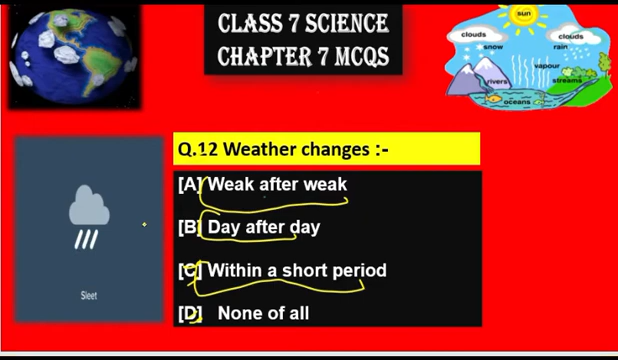 CLASS 7 SCIENCE
CHAPTER 7 MCQS
sun
clouds
clouds
snow
rain
vapour
rivers
streams
oceans
Q.12 Weather changes :-
[A] Weak after weak
[B] Day after day
[C] Within a short period
[D] None of all
Sleet